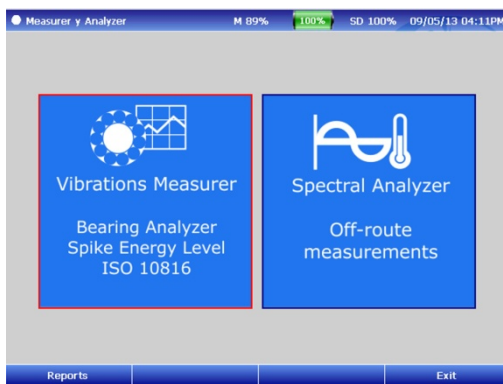 Measurer y Analyzer M 89% 100% SD 100% 09/05/13 04:11PM
Vibrations Measurer
Bearing Analyzer
Spike Energy Level
ISO 10816
Spectral Analyzer
Off-route
measurements
Reports Exit